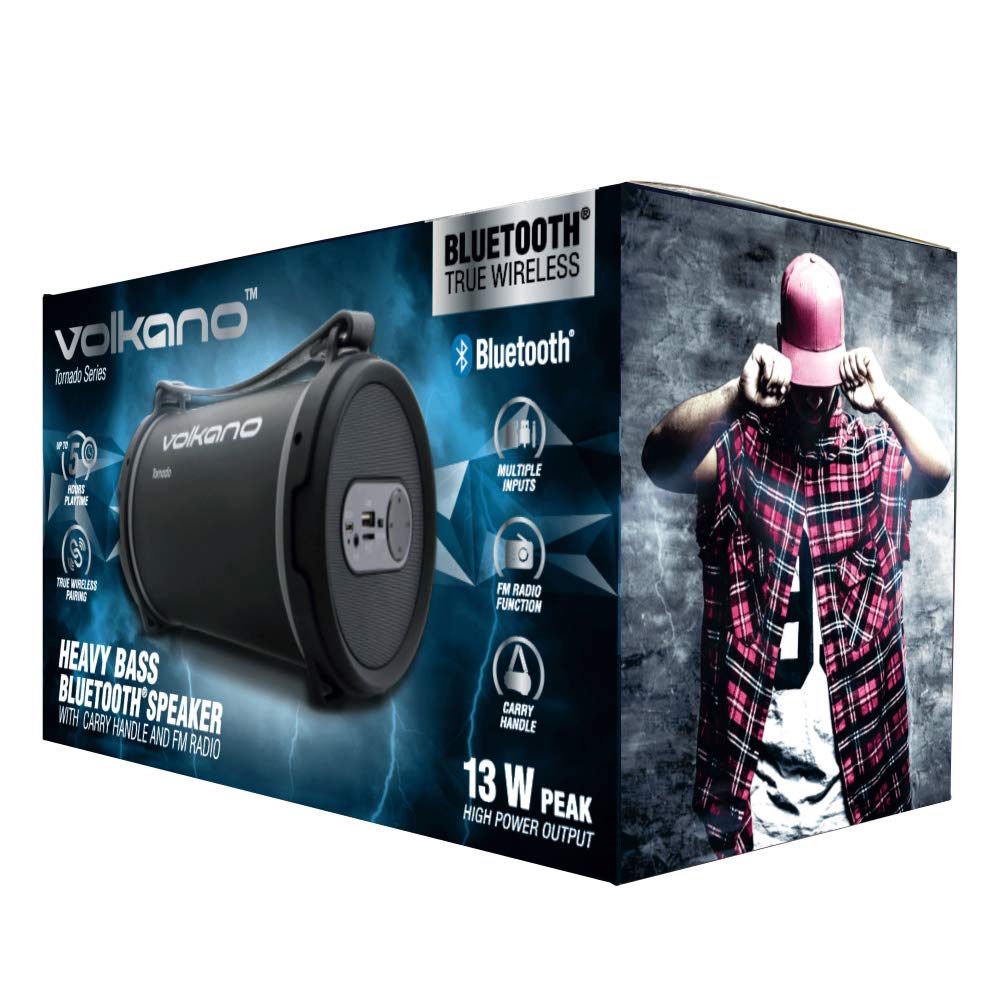 volkano™
Tornado Series
BLUETOOTH®
TRUE WIRELESS
Bluetooth®
volkano
Tornado
UP TO
5
HOURS
PLAYTIME
TRUE WIRELESS
PAIRING
MULTIPLE
INPUTS
FM RADIO
FUNCTION
CARRY
HANDLE
HEAVY BASS
BLUETOOTH® SPEAKER
WITH CARRY HANDLE AND FM RADIO
13 W PEAK
HIGH POWER OUTPUT